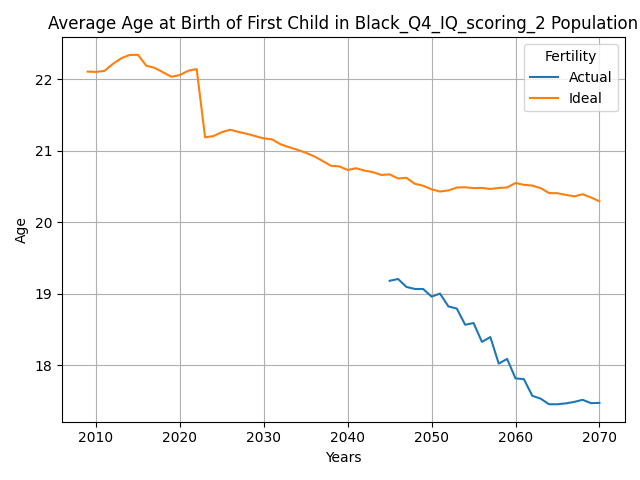 Average Age at Birth of First Child in Black_Q4_IQ_scoring_2 Population
Fertility
Actual
Ideal
Age
22
21
20
19
18
2010 2020 2030 2040 2050 2060 2070
Years